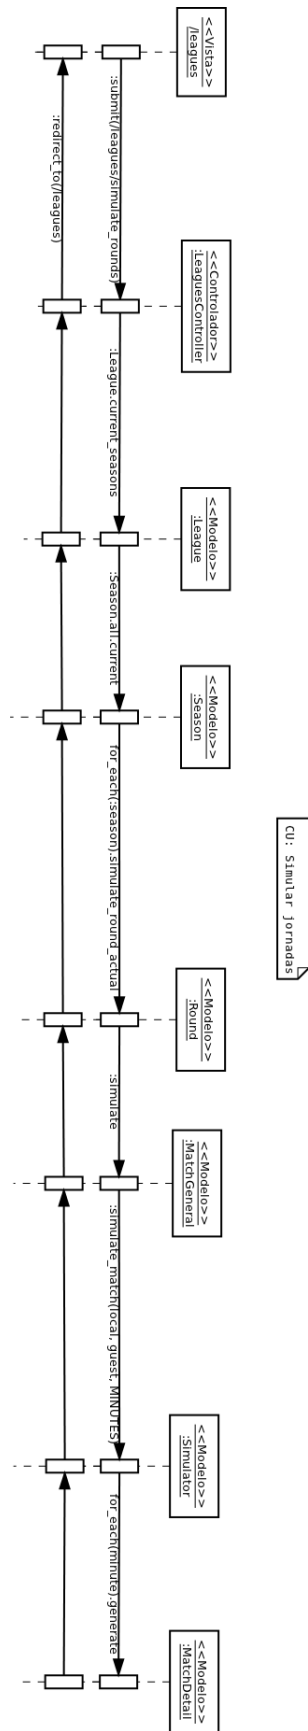 CU: Simular jornadas
<<Vista>>
/leagues
<<Controlador>>
:LeaguesController
<<Modelo>>
:League
<<Modelo>>
:Season
<<Modelo>>
:Round
<<Modelo>>
:MatchGeneral
<<Modelo>>
:Simulator
<<Modelo>>
:MatchDetail
:submit(/leagues/simulate_rounds)
:League.current_seasons
:Season.all.current
for_each(:season).simulate_round_actual
:simulate
:simulate_match(local, guest, MINUTES)
for_each(minute).generate
:redirect_to(/leagues)